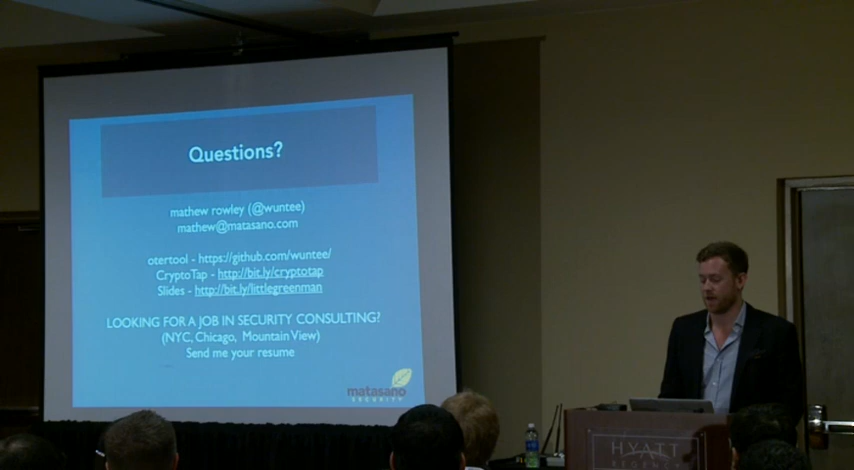 Questions?
mathew rowley (@wuntee)
mathew@matasano.com
otertool - https://github.com/wuntee/
CryptoTap - http://bit.ly/cryptotap
Slides - http://bit.ly/littlegreenman
LOOKING FOR A JOB IN SECURITY CONSULTING?
(NYC, Chicago, Mountain View)
Send me your resume
matasano
SECURITY
HYATT
REGENCY